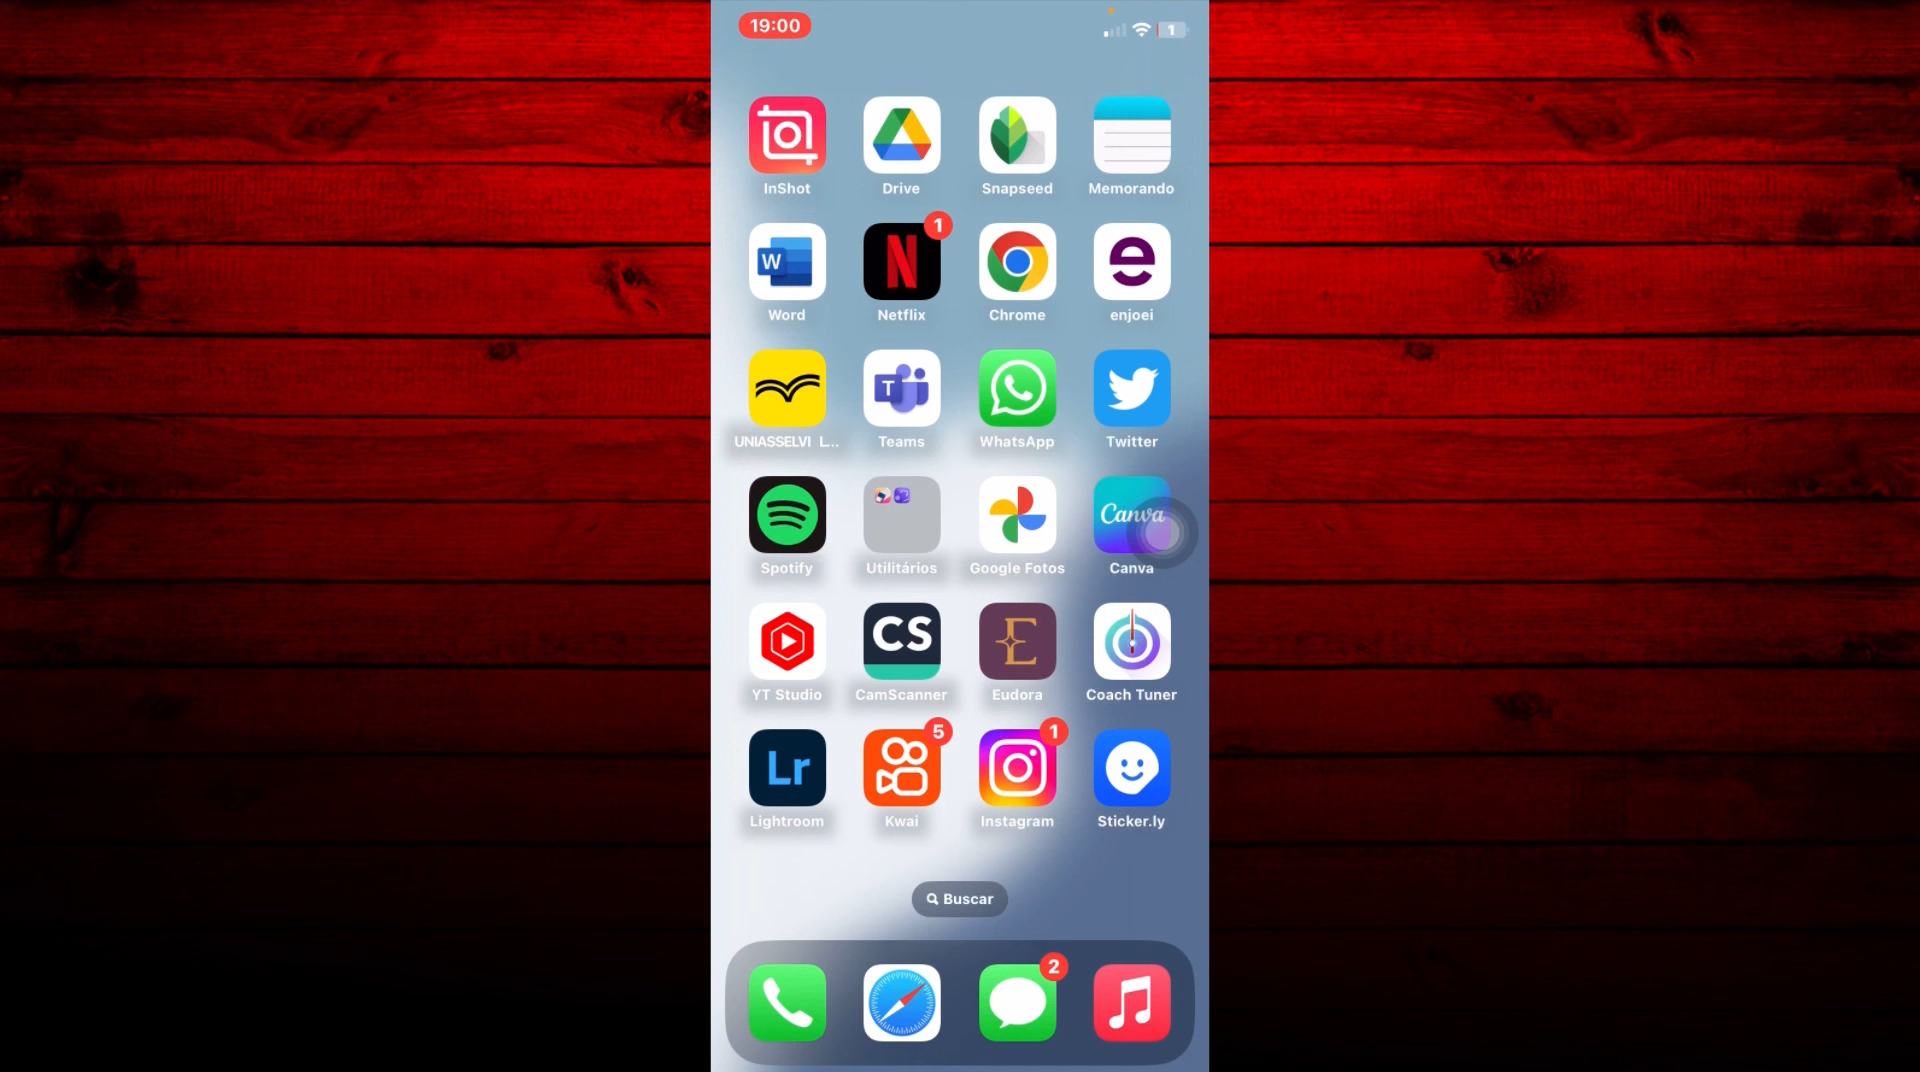 19:00
1
InShot
Drive
Snapseed
Memorando
W
N
1
e
Word
Netflix
Chrome
enjoei
T
UNIASSELVI L...
Teams
WhatsApp
Twitter
Canva
Spotify
Utilitários
Google Fotos
Canva
CS
E
YT Studio
CamScanner
Eudora
Coach Tuner
Lr
5
1
Lightroom
Kwai
Instagram
Sticker.ly
Buscar
2